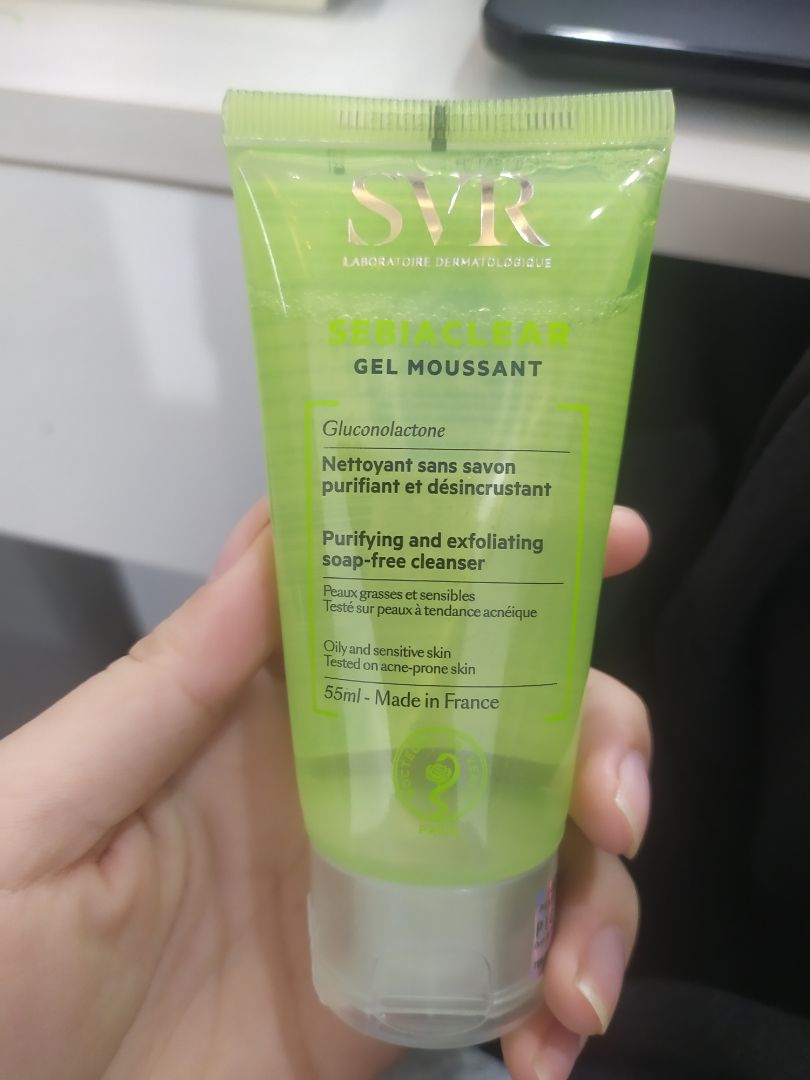 SVR
LABORATOIRE DERMATOLOGIQUE
SEBIACLEAR
GEL MOUSSANT
Gluconolactone
Nettoyant sans savon
purifiant et désincrustant
Purifying and exfoliating
soap-free cleanser
Peaux grasses et sensibles
Testé sur peaux à tendance acnéique
Oily and sensitive skin
Tested on acne-prone skin
55ml - Made in France
PARIS